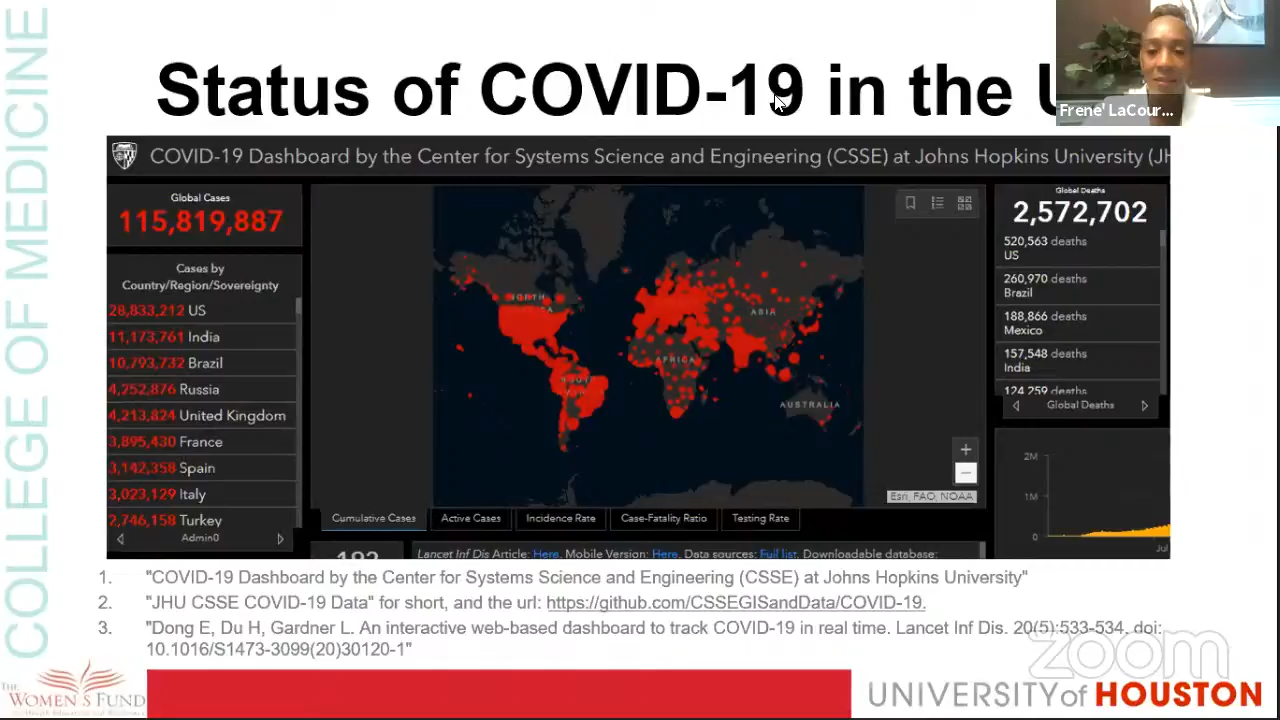 COLLEGE OF MEDICINE
Status of COVID-19 in the U
Frene' LaCour...
COVID-19 Dashboard by the Center for Systems Science and Engineering (CSSE) at Johns Hopkins University (JH
Global Cases
115,819,887
Cases by
Country/Region/Sovereignty
28,833,212 US
11,173,761 India
10,793,732 Brazil
4,252,876 Russia
4,213,824 United Kingdom
3,895,430 France
3,142,358 Spain
3,023,129 Italy
2,746,158 Turkey
Admin0
NORTH
ASIA
AFRICA
AUSTRALIA
Esri, FAO, NOAA
Cumulative Cases
Active Cases
Incidence Rate
Case-Fatality Ratio
Testing Rate
192
Lancet Inf Dis Article: Here. Mobile Version: Here. Data sources: Full list. Downloadable database:
Global Deaths
2,572,702
520,563 deaths
US
260,970 deaths
Brazil
188,866 deaths
Mexico
157,548 deaths
India
124,259 deaths
Global Deaths
2M
1M
0
Jul
1. "COVID-19 Dashboard by the Center for Systems Science and Engineering (CSSE) at Johns Hopkins University"
2. "JHU CSSE COVID-19 Data" for short, and the url: https://github.com/CSSEGISandData/COVID-19.
3. "Dong E, Du H, Gardner L. An interactive web-based dashboard to track COVID-19 in real time. Lancet Inf Dis. 20(5):533-534. doi:
10.1016/S1473-3099(20)30120-1"
zoom
THE WOMEN'S FUND
UNIVERSITY of HOUSTON